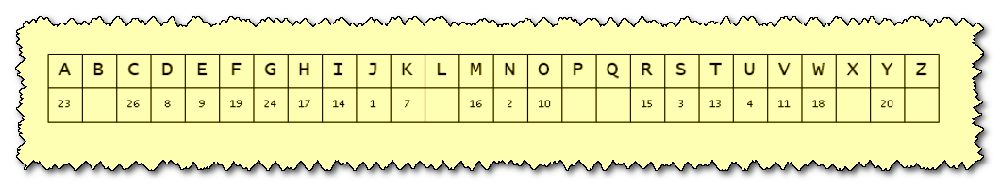 A B C D E F G H I J K L M N O P Q R S T U V W X Y Z
23 26 8 9 19 24 17 14 1 7 16 2 10 15 3 13 4 11 18 20